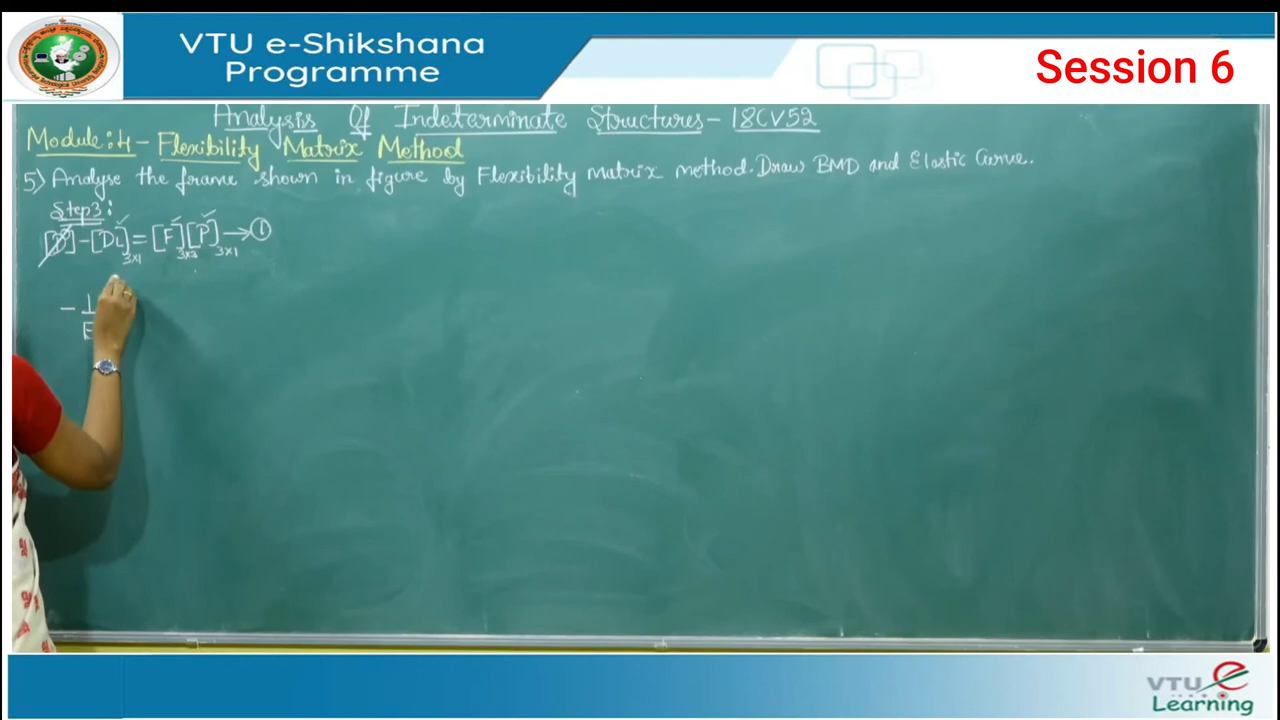 VTU e-Shikshana
Programme
Session 6
Analysis Of Indeterminate Structures - 18CV52
Module:4 - Flexibility Matrix Method
5) Analyse the frame shown in figure by Flexibility matrix method. Draw BMD and Elastic Curve.
Step3:
[D] - [DL]3x1 = [F]3x3 [P]3x1 → ①
- 1
E
VTU e
Learning